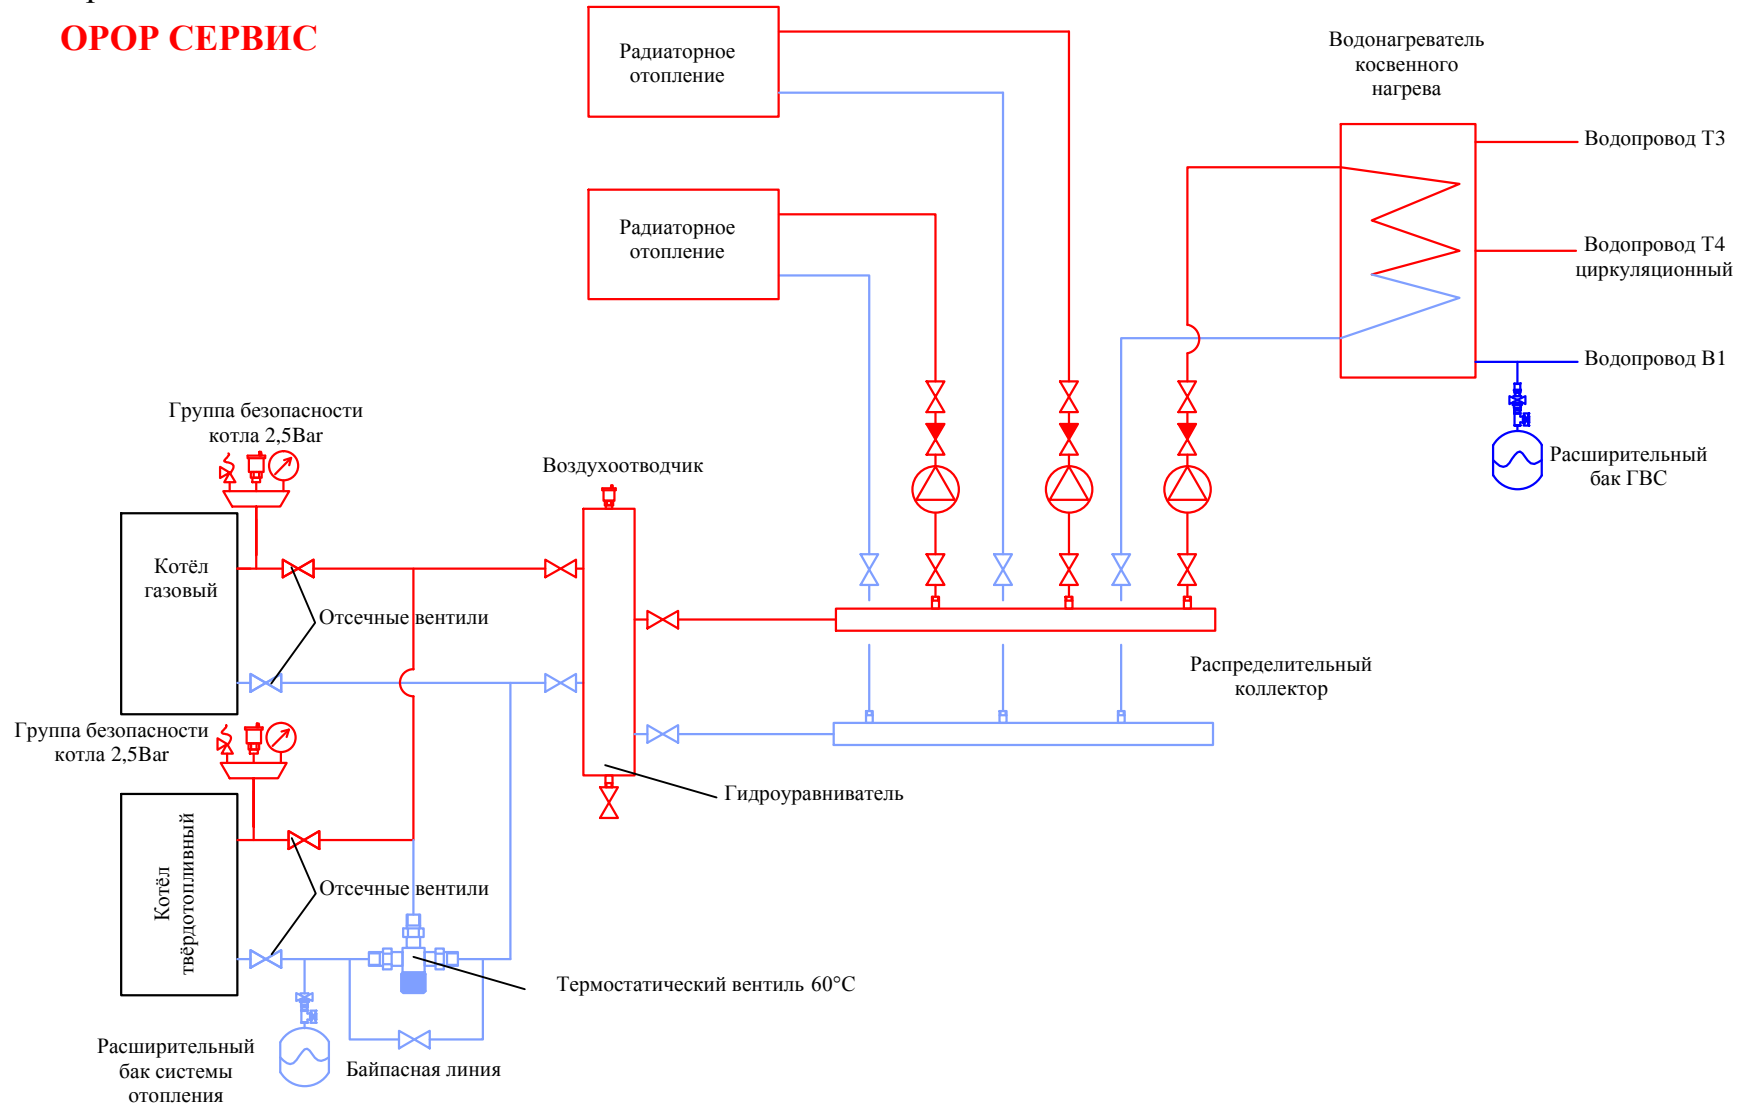 ОРОР СЕРВИС
Радиаторное
отопление
Радиаторное
отопление
Водонагреватель
косвенного
нагрева
Водопровод Т3
Водопровод Т4
циркуляционный
Водопровод В1
Расширительный
бак ГВС
Группа безопасности
котла 2,5Bar
Воздухоотводчик
Котёл
газовый
Отсечные вентили
Распределительный
коллектор
Группа безопасности
котла 2,5Bar
Гидроуравниватель
Котёл
твёрдотопливный
Отсечные вентили
Термостатический вентиль 60°С
Расширительный
бак системы
отопления
Байпасная линия